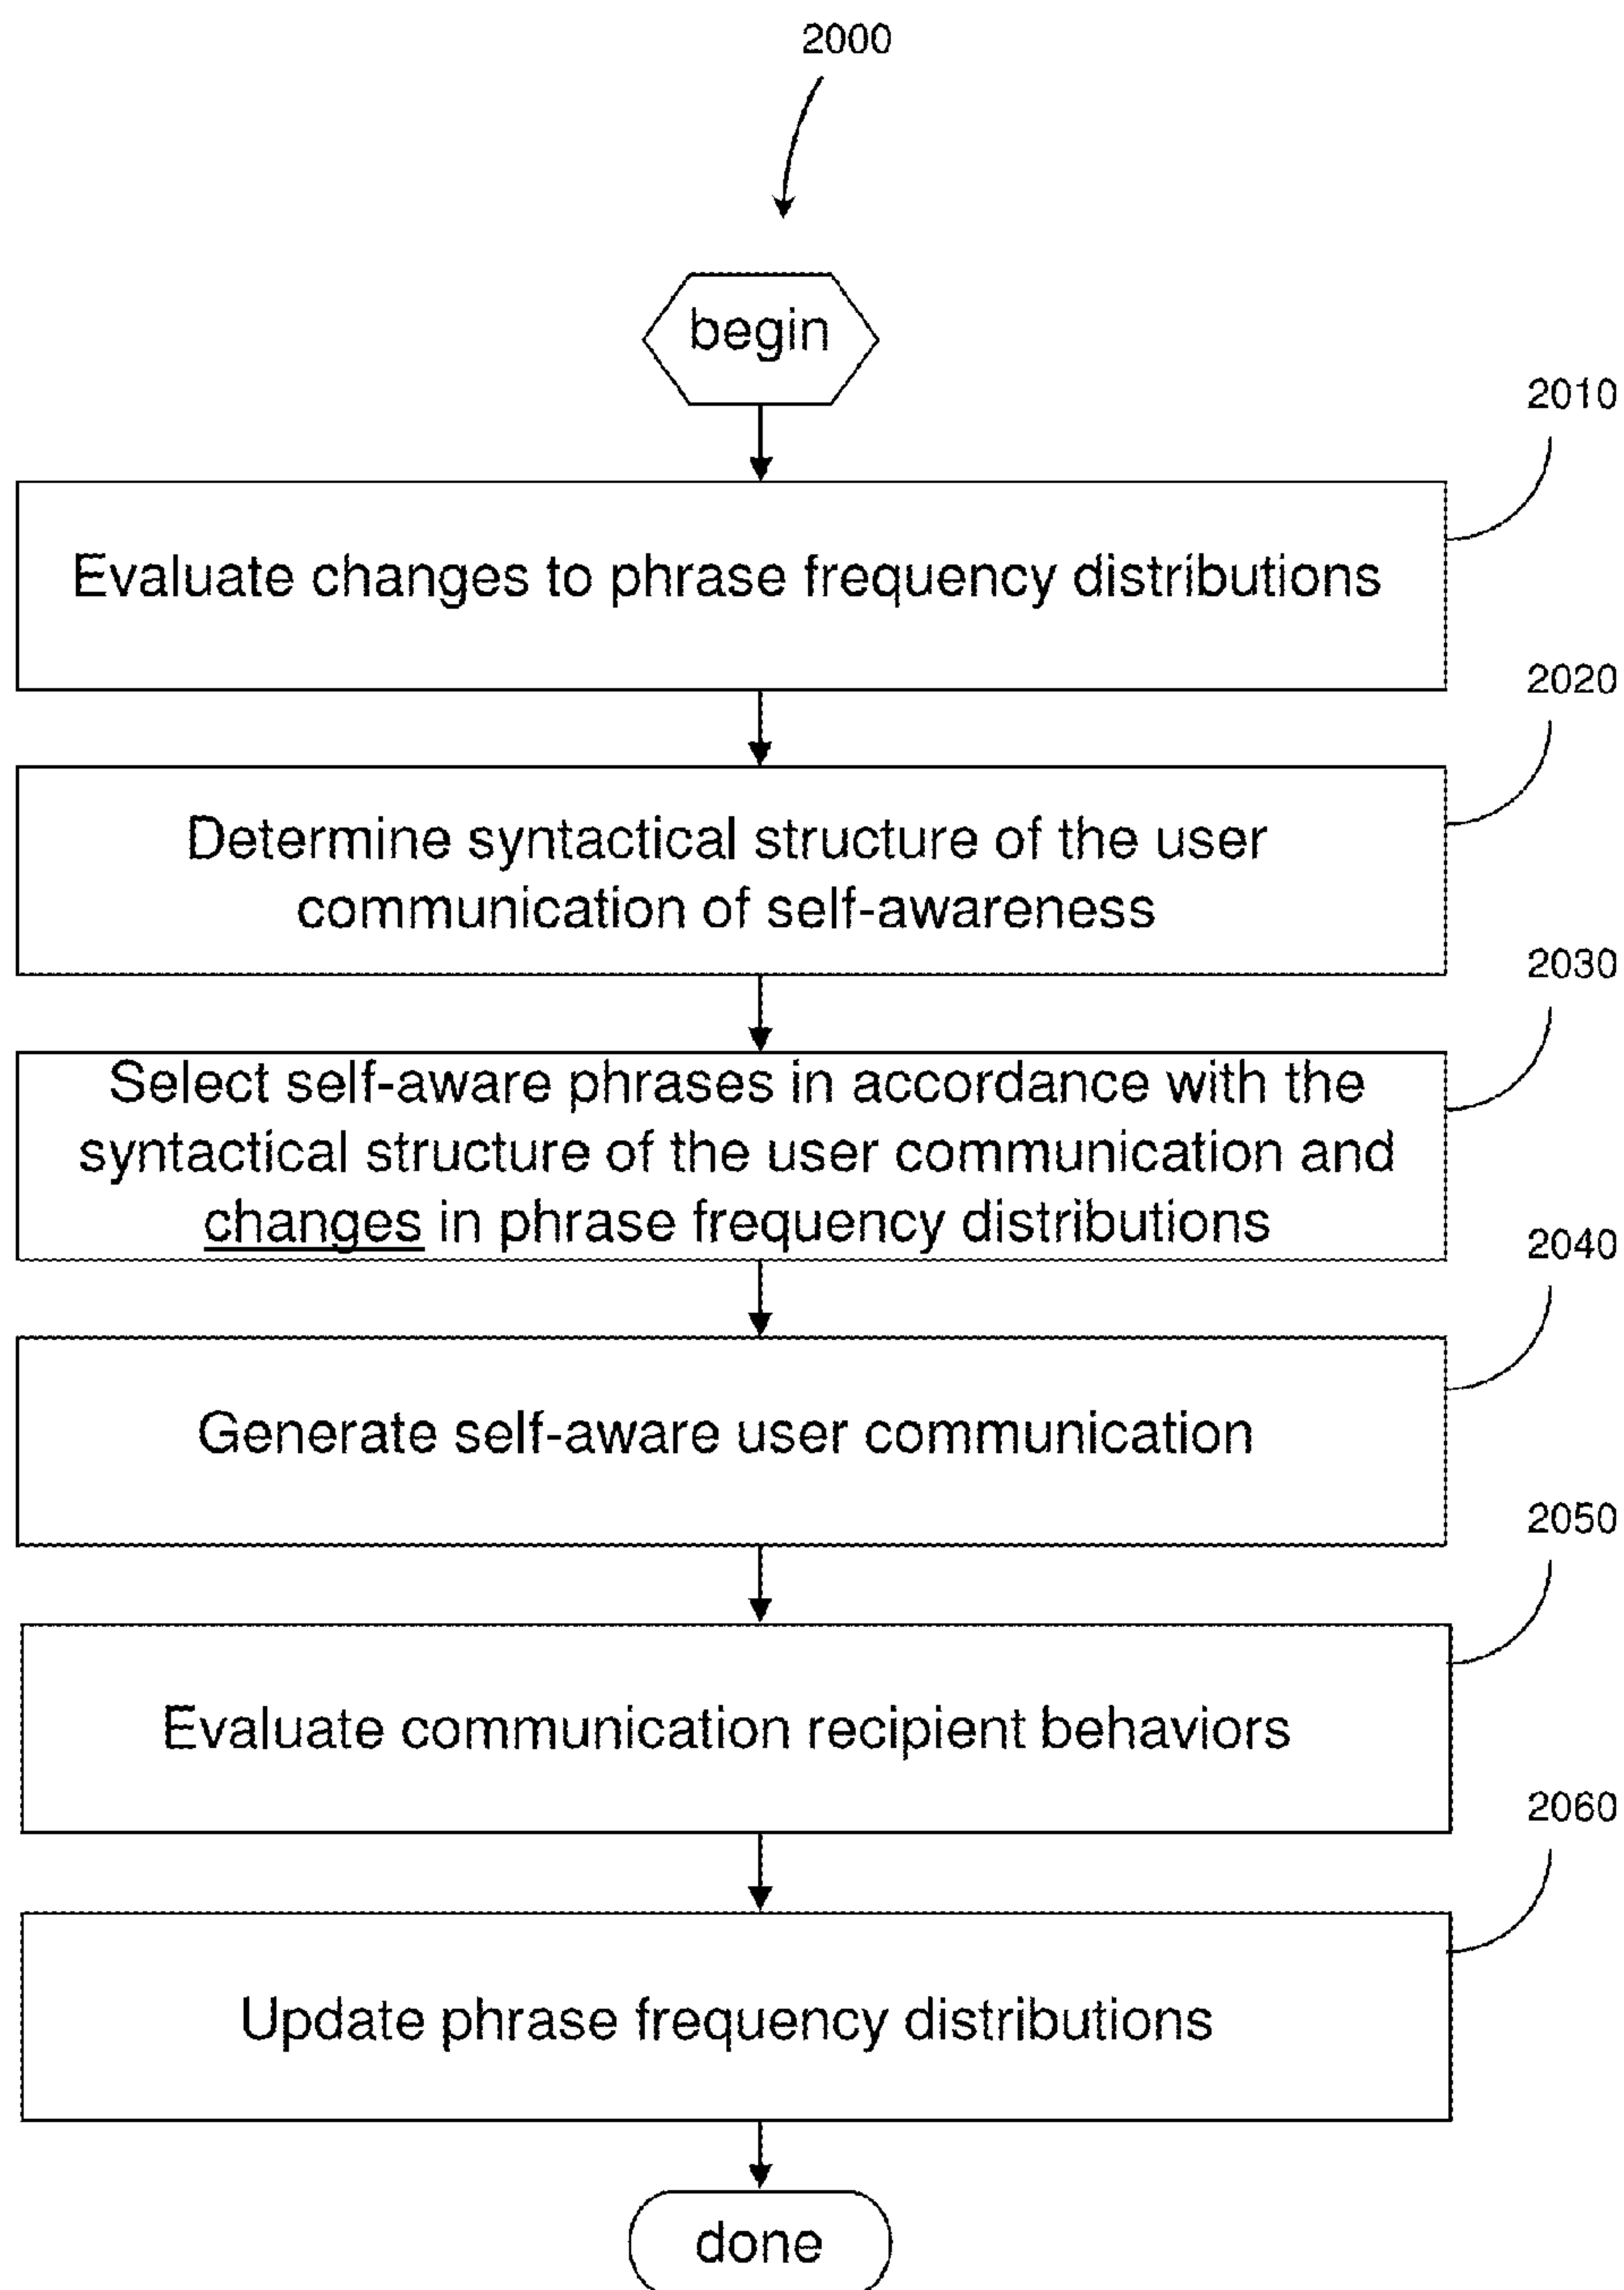 2000
begin
2010
Evaluate changes to phrase frequency distributions
2020
Determine syntactical structure of the user
communication of self-awareness
2030
Select self-aware phrases in accordance with the
syntactical structure of the user communication and
changes in phrase frequency distributions
2040
Generate self-aware user communication
2050
Evaluate communication recipient behaviors
2060
Update phrase frequency distributions
done